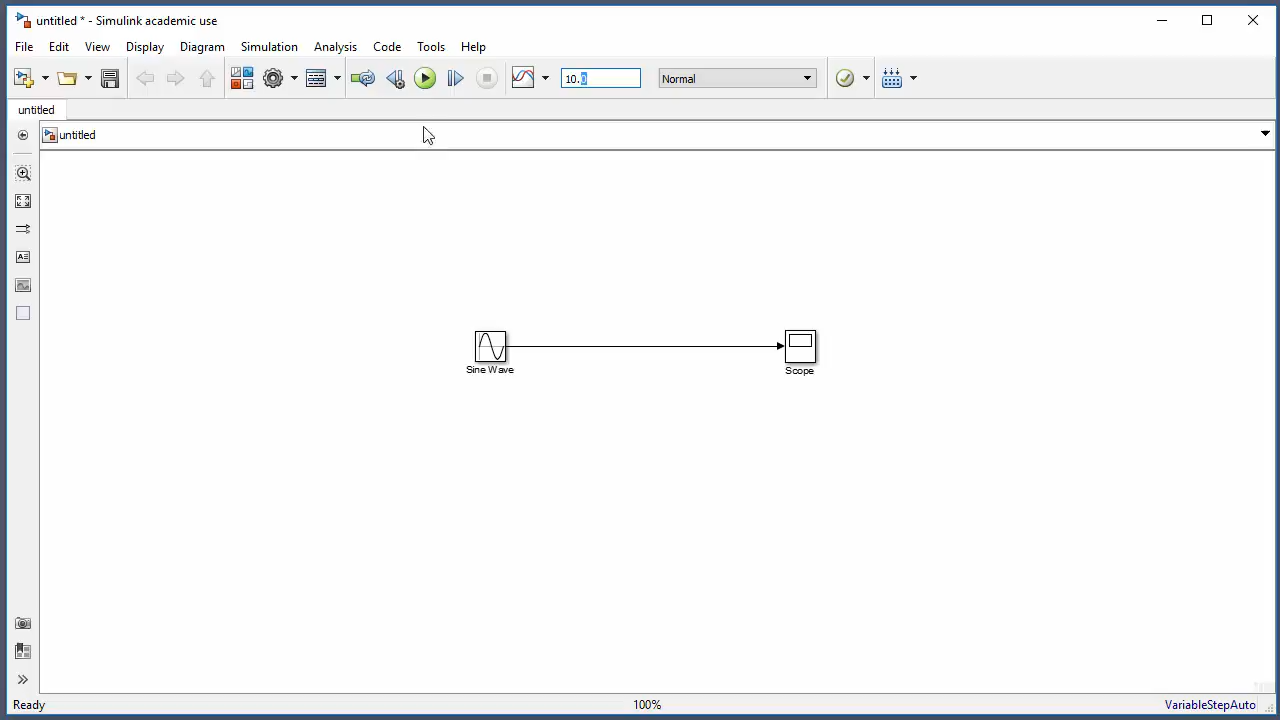 untitled * - Simulink academic use
File Edit View Display Diagram Simulation Analysis Code Tools Help
10.0 Normal
untitled
untitled
Sine Wave
Scope
Ready 100% VariableStepAuto